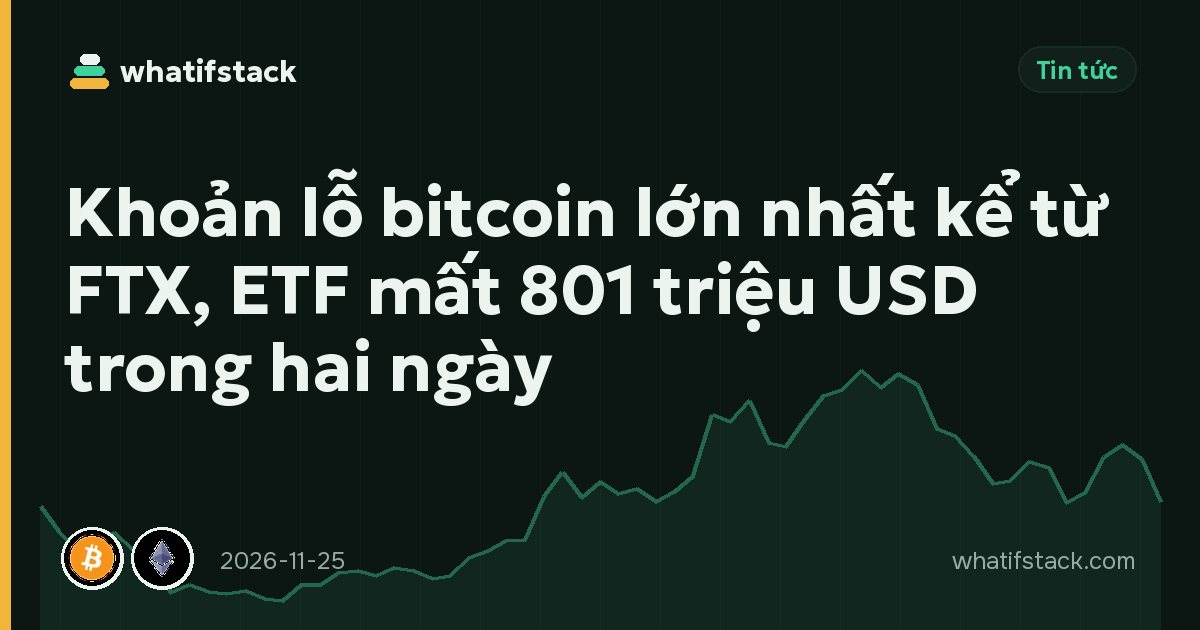 whatifstack
Tin tức
Khoản lỗ bitcoin lớn nhất kể từ
FTX, ETF mất 801 triệu USD
trong hai ngày
2026-11-25
whatifstack.com